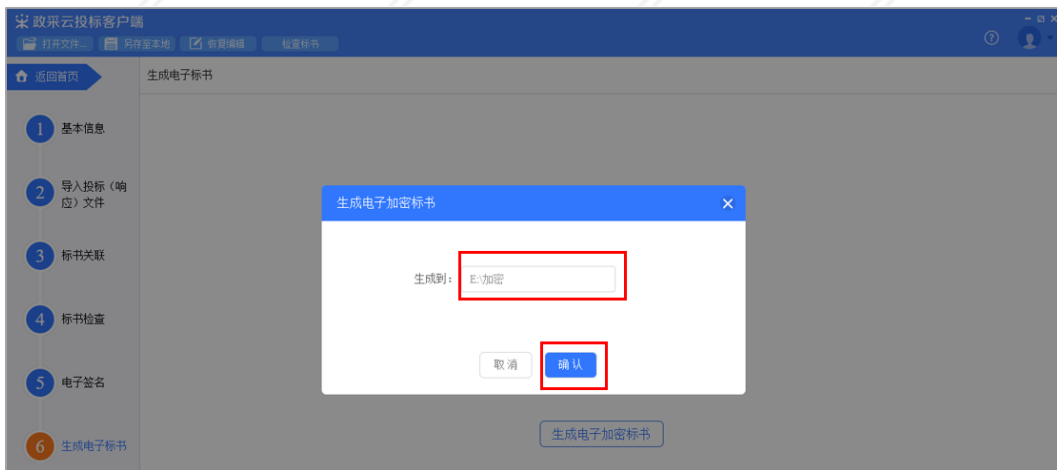 政采云投标客户端
打开文件... 另存至本地 恢复编辑 检查标书
返回首页 生成电子标书
1 基本信息
2 导入投标（响
应）文件
3 标书关联
4 标书检查
5 电子签名
6 生成电子标书
生成电子加密标书
生成到： E:\加密
取消 确认
生成电子加密标书